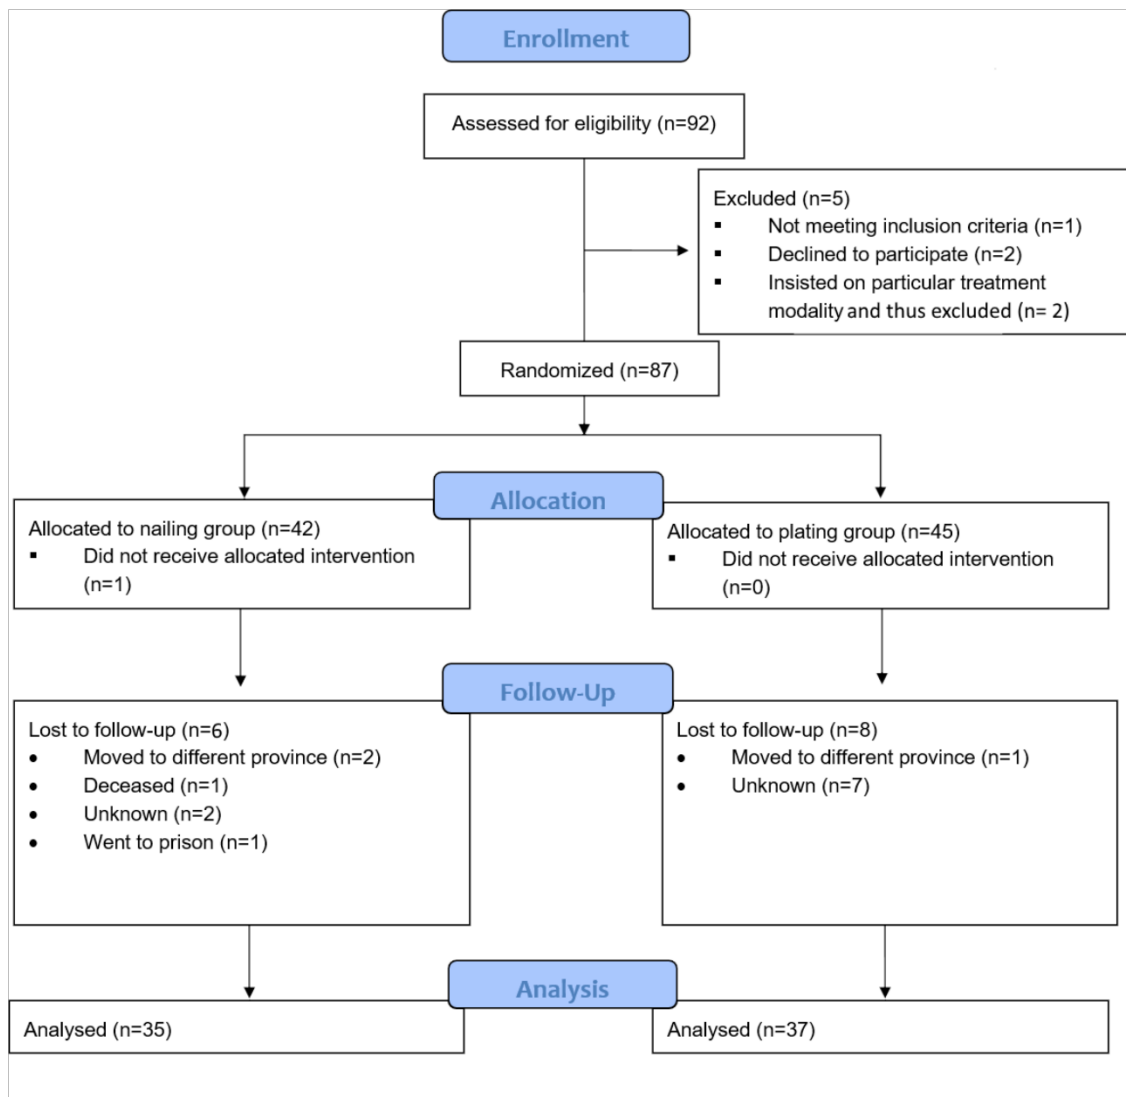 Enrollment
Assessed for eligibility (n=92)
Excluded (n=5)
▪ Not meeting inclusion criteria (n=1)
▪ Declined to participate (n=2)
▪ Insisted on particular treatment
modality and thus excluded (n= 2)
Randomized (n=87)
Allocation
Allocated to nailing group (n=42)
▪ Did not receive allocated intervention
(n=1)
Allocated to plating group (n=45)
▪ Did not receive allocated intervention
(n=0)
Follow-Up
Lost to follow-up (n=6)
• Moved to different province (n=2)
• Deceased (n=1)
• Unknown (n=2)
• Went to prison (n=1)
Lost to follow-up (n=8)
• Moved to different province (n=1)
• Unknown (n=7)
Analysis
Analysed (n=35)
Analysed (n=37)